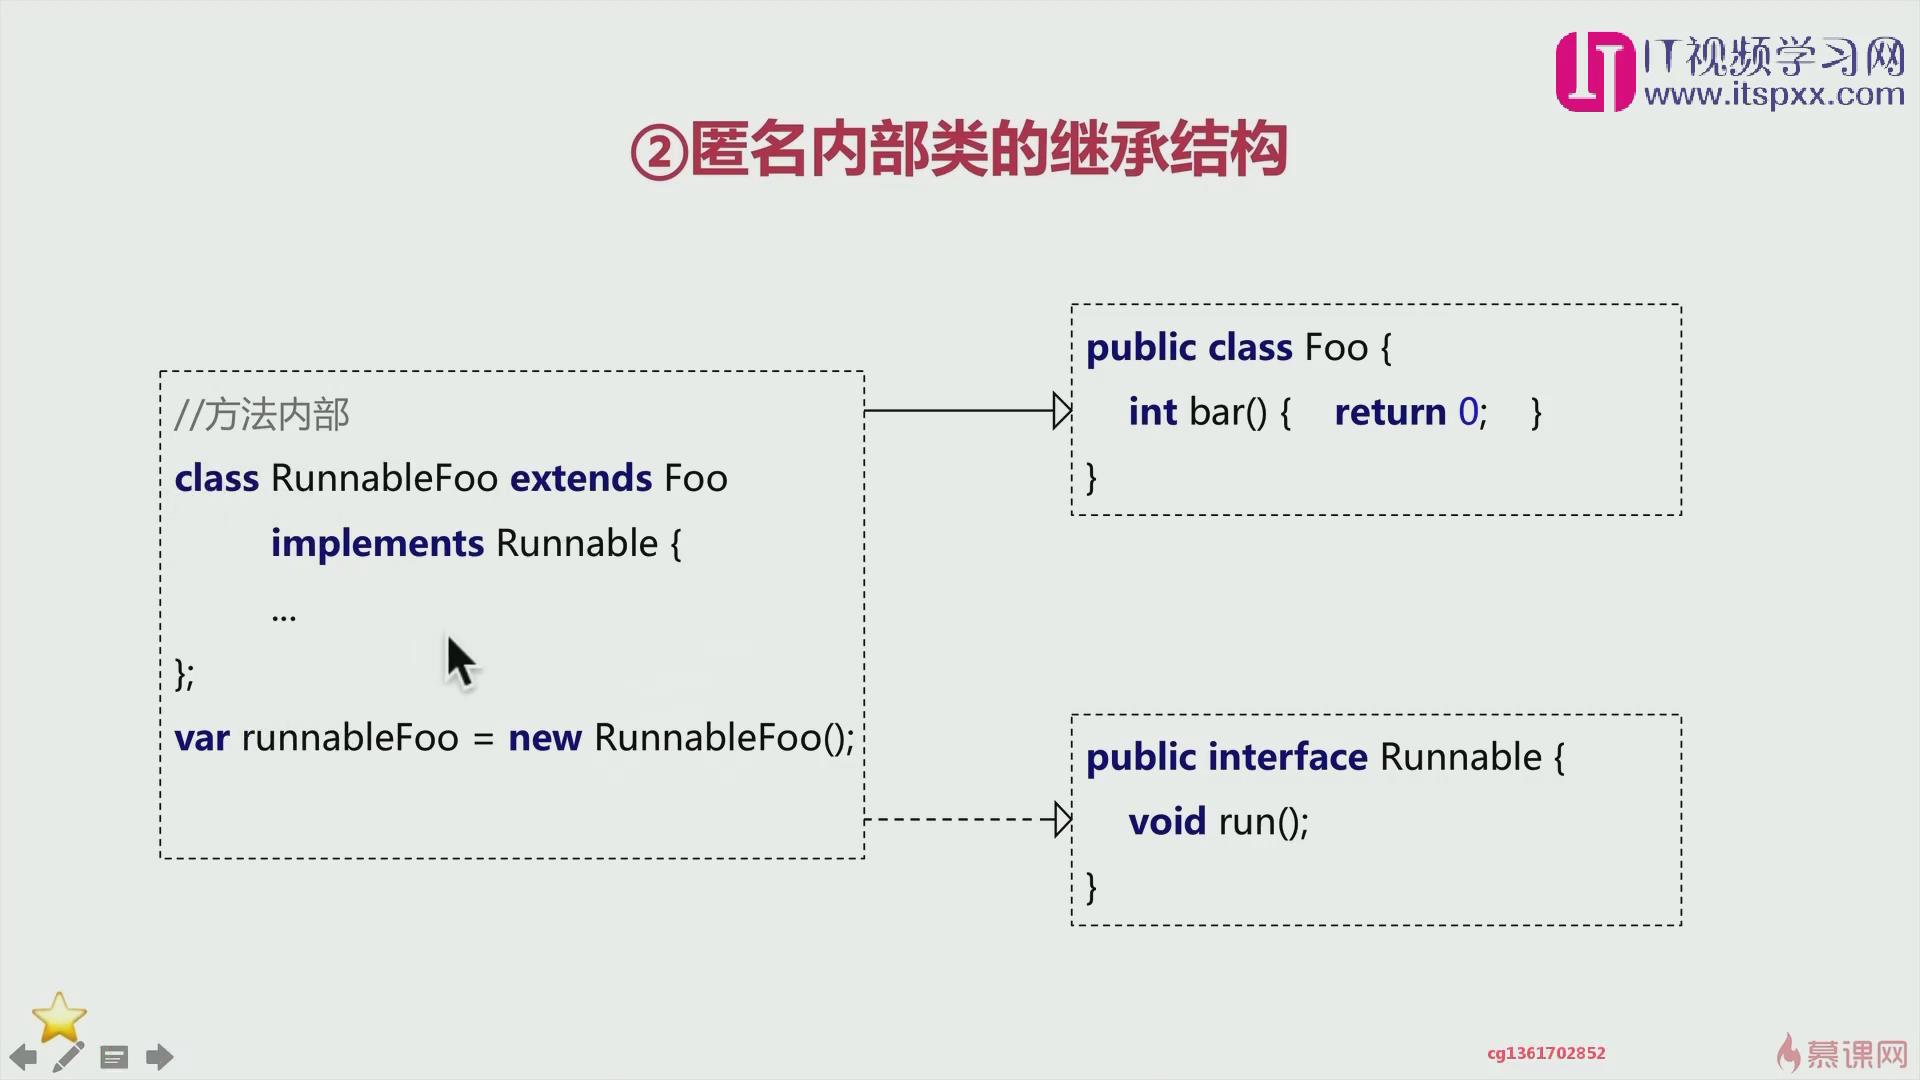 IT视频学习网
www.itspxx.com
②匿名内部类的继承结构
//方法内部
class RunnableFoo extends Foo
implements Runnable {
...
};
var runnableFoo = new RunnableFoo();
public class Foo {
int bar() { return 0; }
}
public interface Runnable {
void run();
}
cg1361702852
慕课网